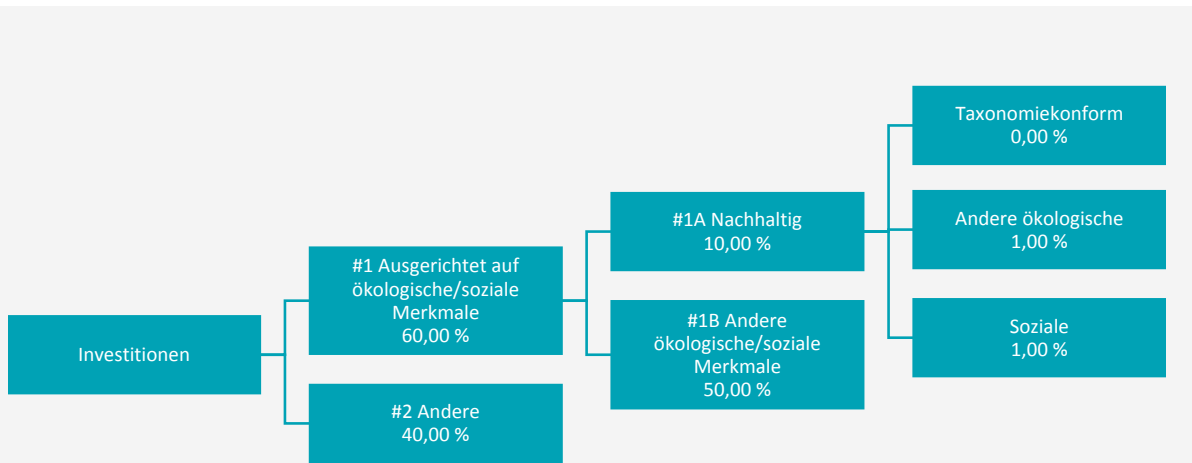 Investitionen
#1 Ausgerichtet auf
ökologische/soziale
Merkmale
60,00 %
#2 Andere
40,00 %
#1A Nachhaltig
10,00 %
#1B Andere
ökologische/soziale
Merkmale
50,00 %
Taxonomiekonform
0,00 %
Andere ökologische
1,00 %
Soziale
1,00 %